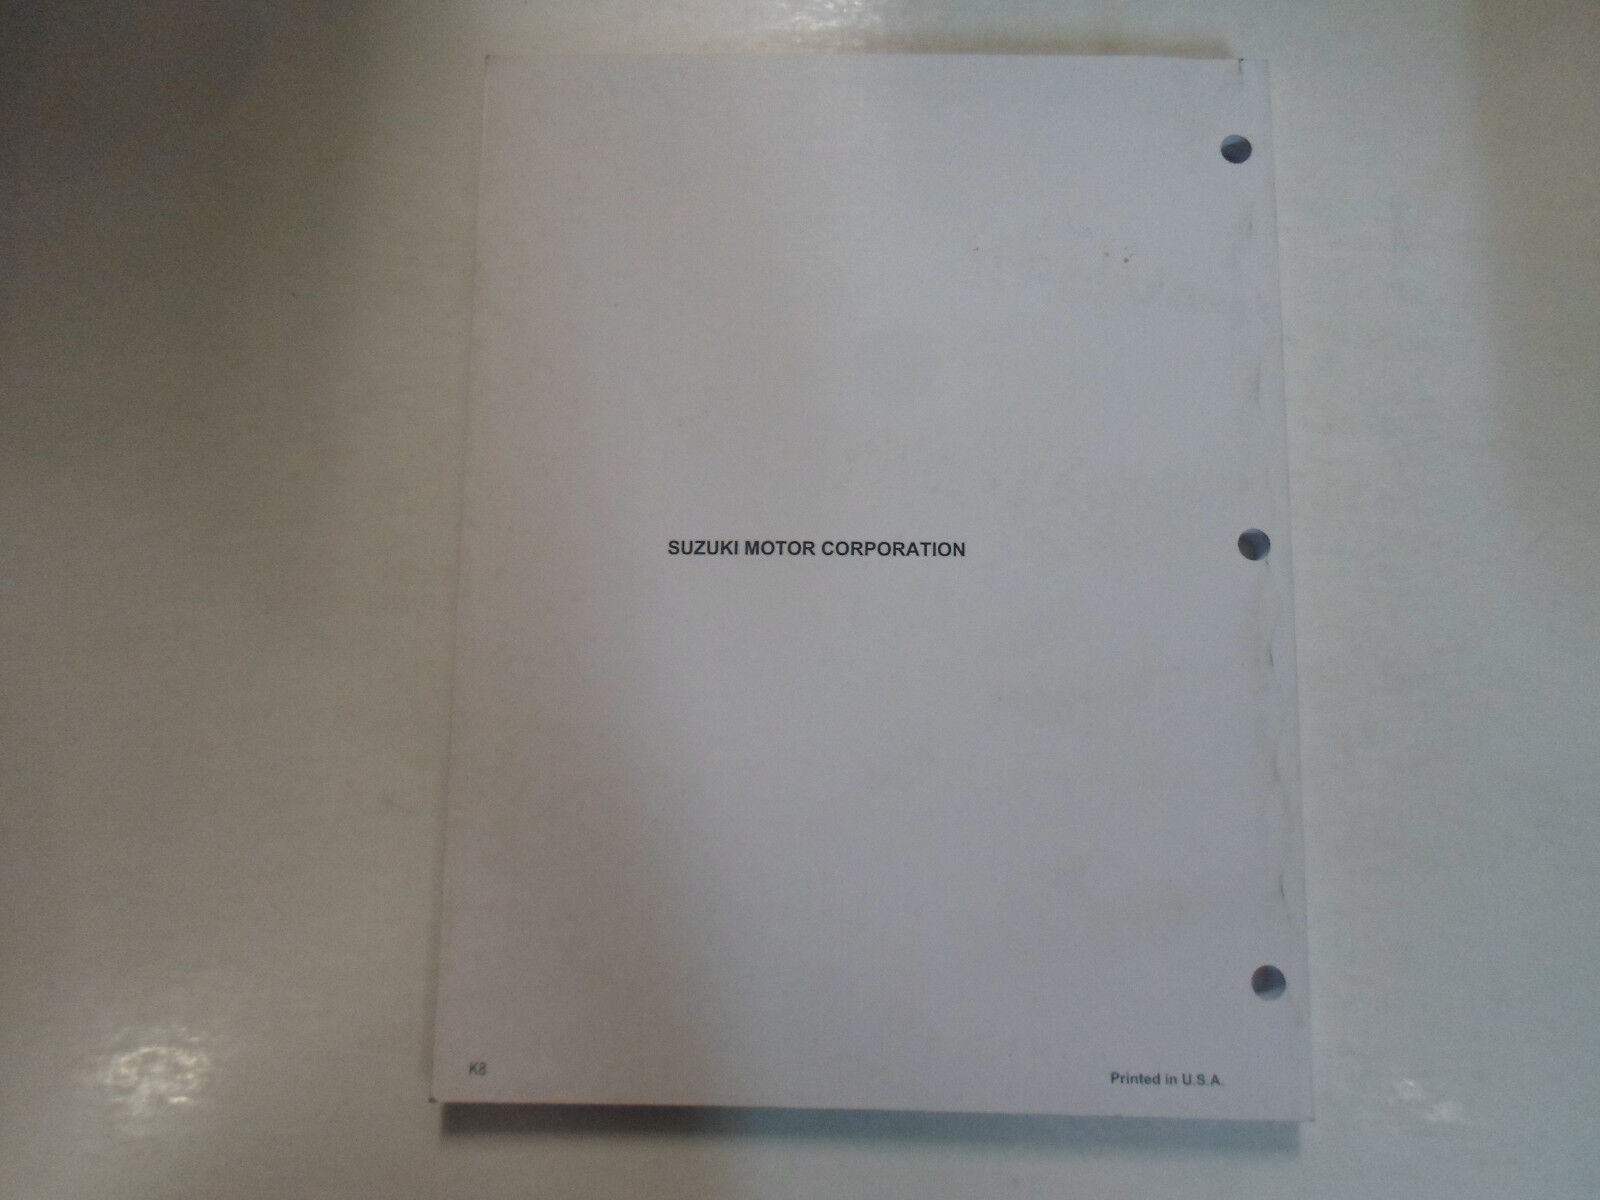 SUZUKI MOTOR CORPORATION
K8
Printed in U.S.A.